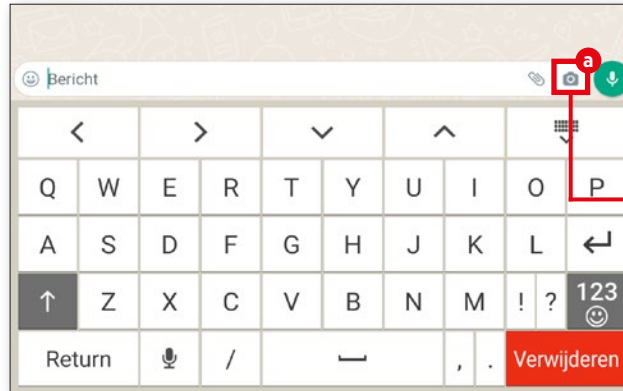 a
Bericht
Q W E R T Y U I O P
A S D F G H J K L
Z X C V B N M ! ? 123
Return / , . Verwijderen